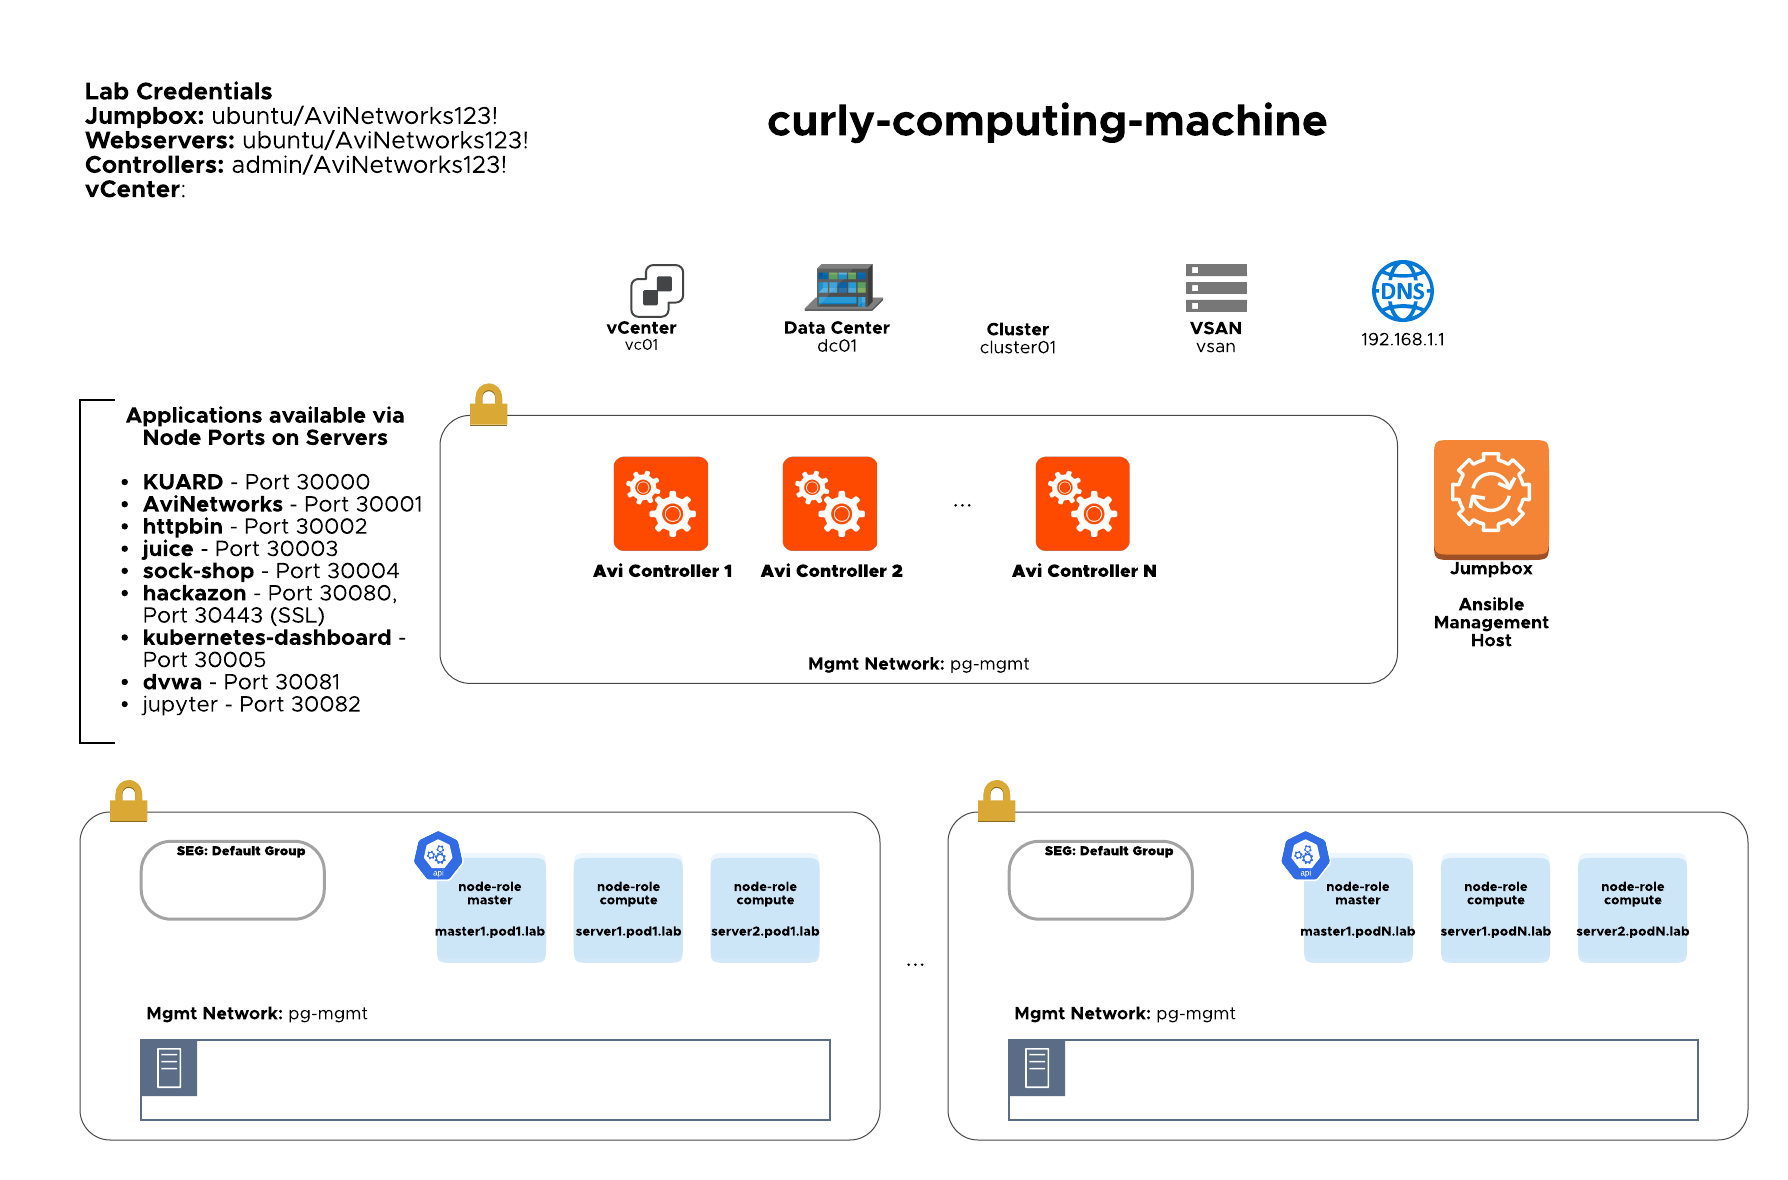 Lab Credentials
Jumpbox: ubuntu/AviNetworks123!
Webservers: ubuntu/AviNetworks123!
Controllers: admin/AviNetworks123!
vCenter:
curly-computing-machine
vCenter
vc01
Data Center
dc01
Cluster
cluster01
VSAN
vsan
DNS
192.168.1.1
Applications available via
Node Ports on Servers
• KUARD - Port 30000
• AviNetworks - Port 30001
• httpbin - Port 30002
• juice - Port 30003
• sock-shop - Port 30004
• hackazon - Port 30080,
Port 30443 (SSL)
• kubernetes-dashboard -
Port 30005
• dvwa - Port 30081
• jupyter - Port 30082
Avi Controller 1
Avi Controller 2
...
Avi Controller N
Mgmt Network: pg-mgmt
Jumpbox
Ansible
Management
Host
SEG: Default Group
api
node-role
master
master1.pod1.lab
node-role
compute
server1.pod1.lab
node-role
compute
server2.pod1.lab
Mgmt Network: pg-mgmt
...
SEG: Default Group
api
node-role
master
master1.podN.lab
node-role
compute
server1.podN.lab
node-role
compute
server2.podN.lab
Mgmt Network: pg-mgmt